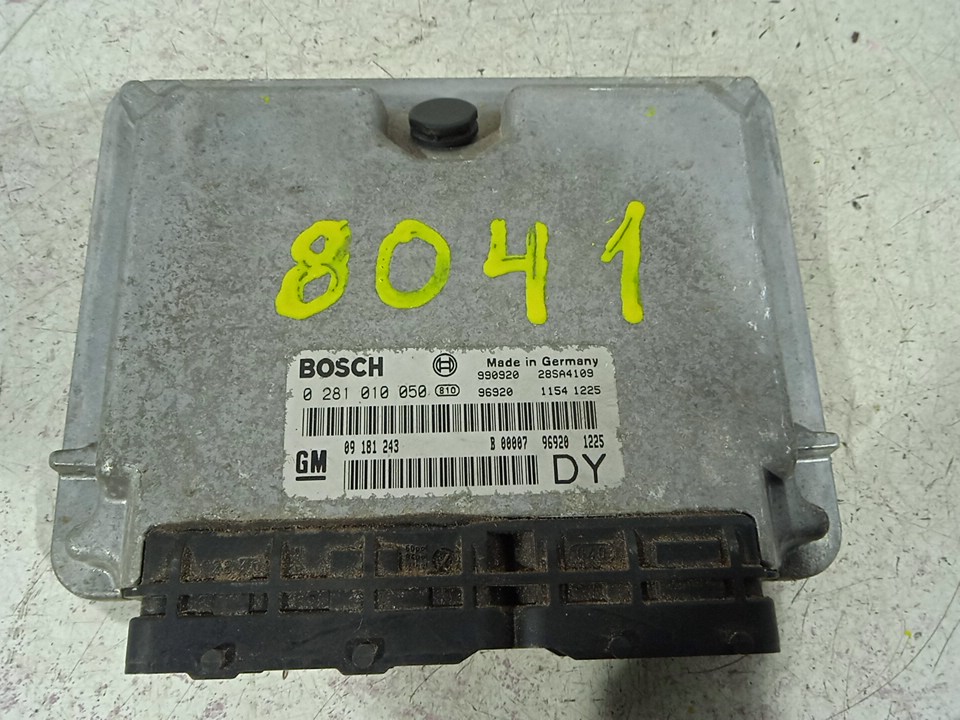 8041
BOSCH Made in Germany
990920 28SA4109
0 281 010 050 810 96920 1154 1225
09 181 243 B 00007 96920 1225
GM DY